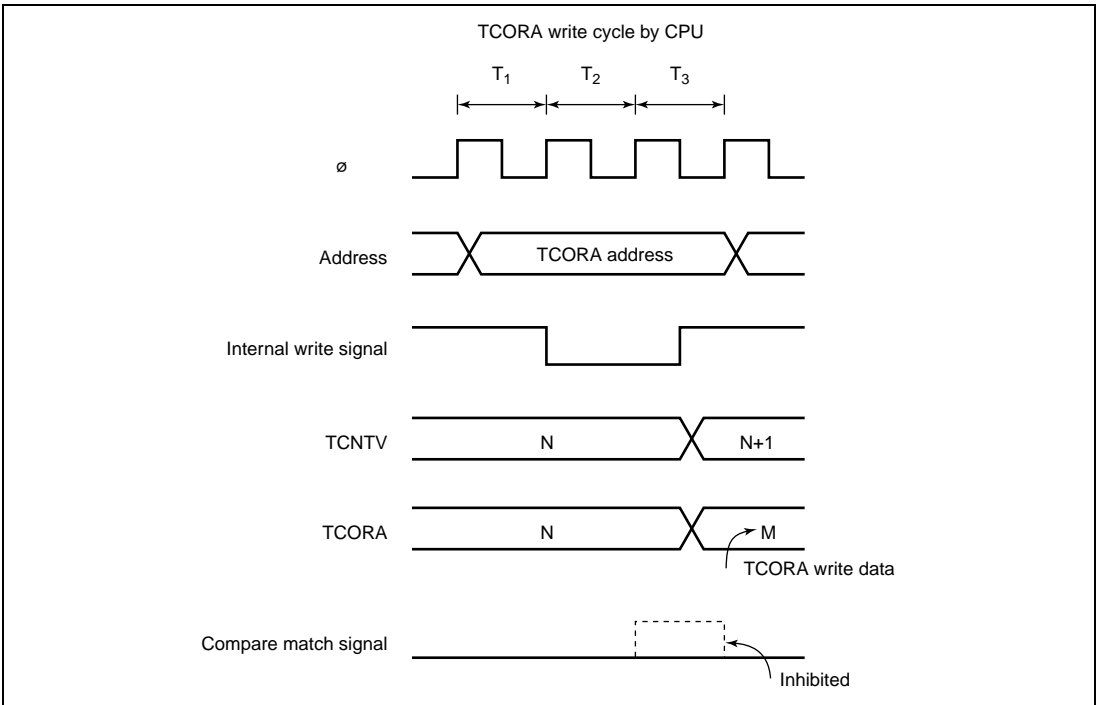 TCORA write cycle by CPU
T1 T2 T3
ø
Address TCORA address
Internal write signal
TCNTV N N+1
TCORA N M
TCORA write data
Compare match signal
Inhibited